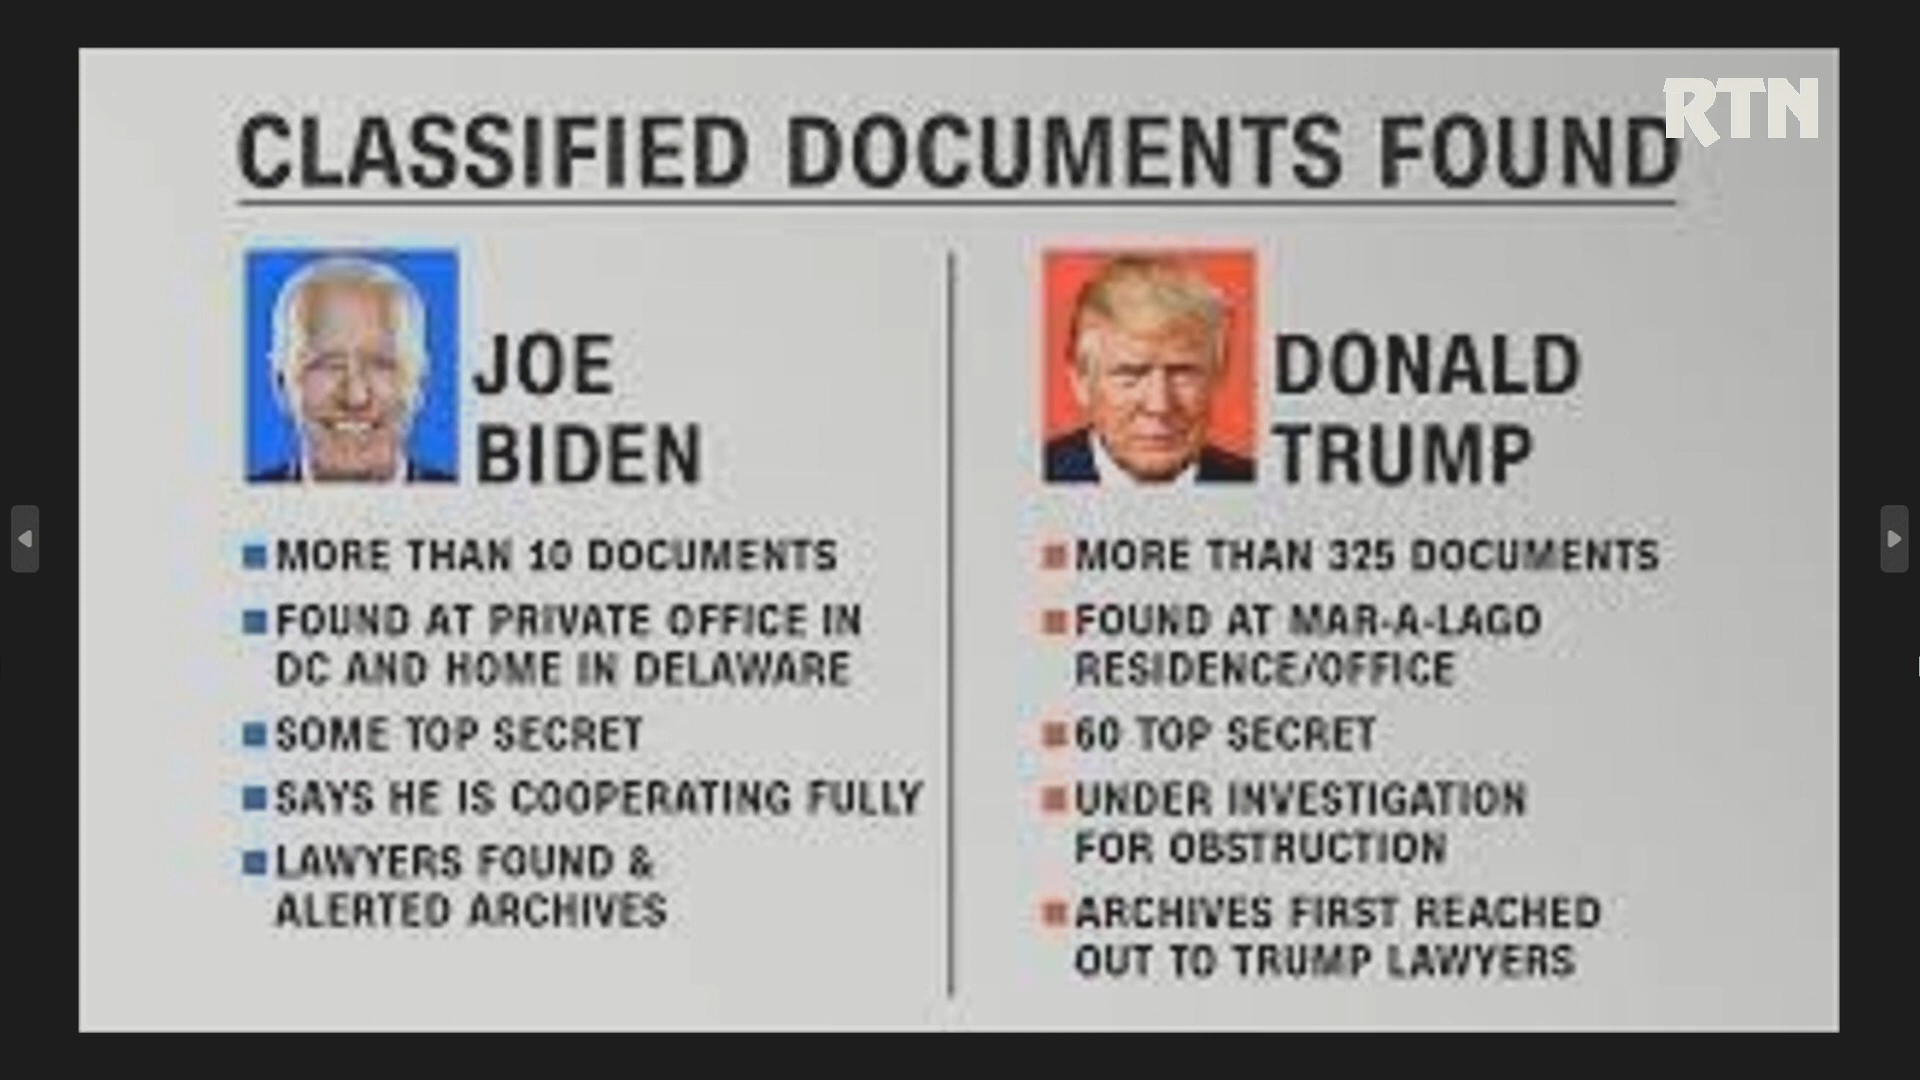 RTN
CLASSIFIED DOCUMENTS FOUND
JOE
BIDEN
MORE THAN 10 DOCUMENTS
FOUND AT PRIVATE OFFICE IN
DC AND HOME IN DELAWARE
SOME TOP SECRET
SAYS HE IS COOPERATING FULLY
LAWYERS FOUND &
ALERTED ARCHIVES
DONALD
TRUMP
MORE THAN 325 DOCUMENTS
FOUND AT MAR-A-LAGO
RESIDENCE/OFFICE
60 TOP SECRET
UNDER INVESTIGATION
FOR OBSTRUCTION
ARCHIVES FIRST REACHED
OUT TO TRUMP LAWYERS